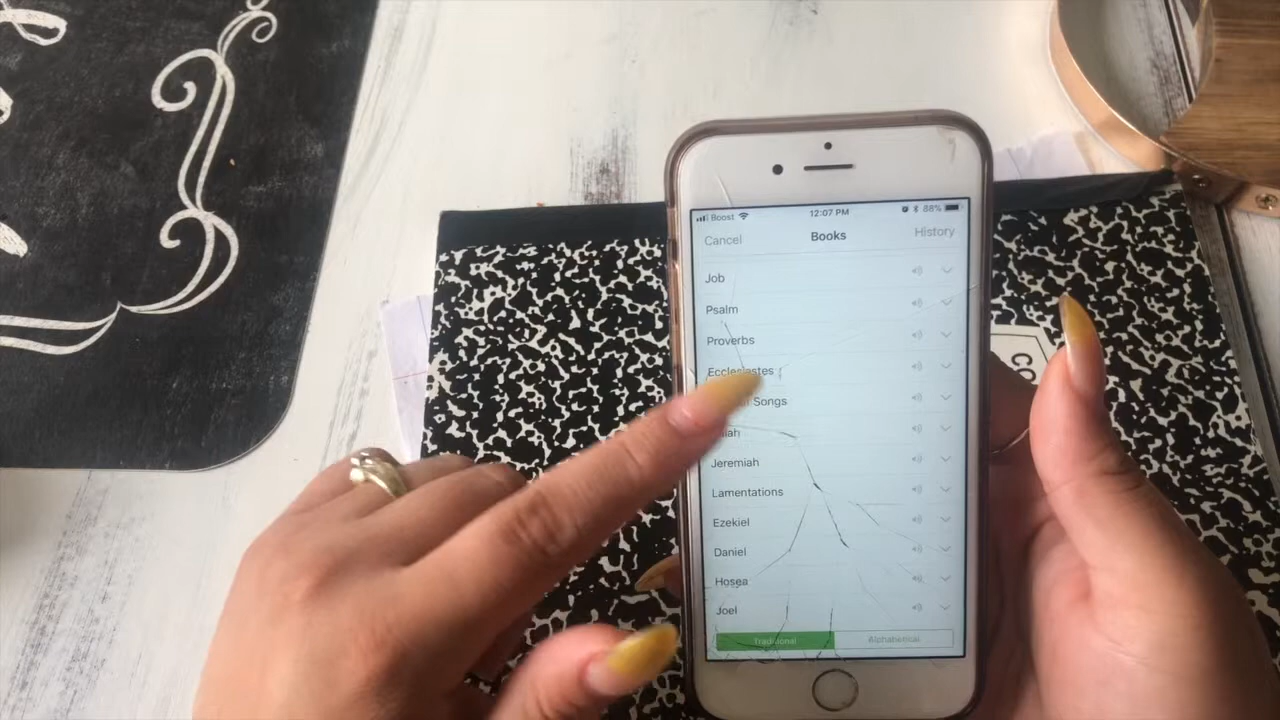 Boost 12:07 PM 88%
Cancel Books History
Job
Psalm
Proverbs
Ecclesiastes
Songs
Jeremiah
Lamentations
Ezekiel
Daniel
Hosea
Joel
Traditional Alphabetical